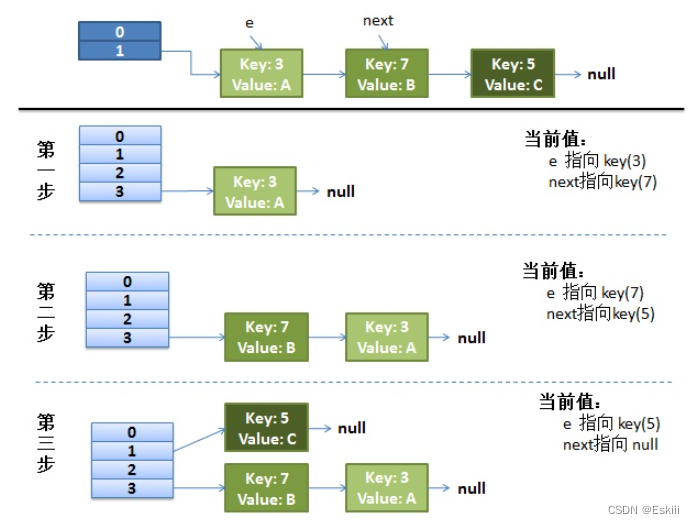 0
1
e
next
Key: 3
Value: A
Key: 7
Value: B
Key: 5
Value: C
null
第一步
0
1
2
3
Key: 3
Value: A
null
当前值：
e 指向 key(3)
next指向key(7)
第二步
0
1
2
3
Key: 7
Value: B
Key: 3
Value: A
null
当前值：
e 指向 key(7)
next指向key(5)
第三步
0
1
2
3
Key: 5
Value: C
null
Key: 7
Value: B
Key: 3
Value: A
null
当前值：
e 指向 key(5)
next指向 null
CSDN @Eskiii